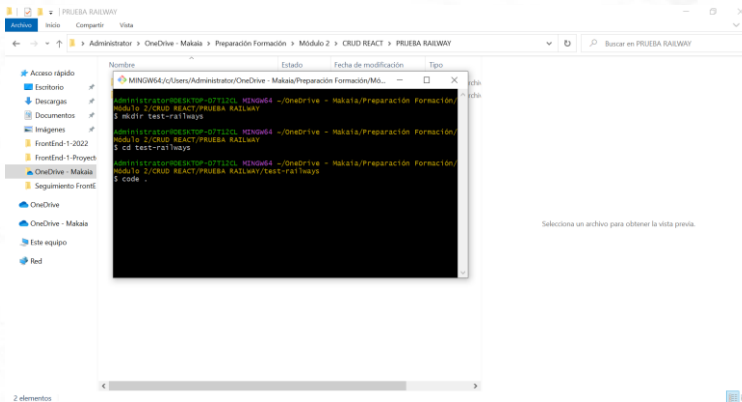 PRUEBA RAILWAY
Archivo Inicio Compartir Vista
Administrator > OneDrive - Makaia > Preparación Formación > Módulo 2 > CRUD REACT > PRUEBA RAILWAY
Buscar en PRUEBA RAILWAY
Nombre Estado Fecha de modificación Tipo
Acceso rápido
Escritorio
Descargas
Documentos
Imágenes
FrontEnd-1-2022
FrontEnd-1-Proyect
OneDrive - Makaia
Seguimiento FrontE
OneDrive
OneDrive - Makaia
Este equipo
Red
MINGW64:/c/Users/Administrator/OneDrive - Makaia/Preparación Formación/Mó...
Administrator@DESKTOP-O7T12CL MINGW64 ~/OneDrive - Makaia/Preparación Formación/
Módulo 2/CRUD REACT/PRUEBA RAILWAY
$ mkdir test-railways
Administrator@DESKTOP-O7T12CL MINGW64 ~/OneDrive - Makaia/Preparación Formación/
Módulo 2/CRUD REACT/PRUEBA RAILWAY
$ cd test-railways
Administrator@DESKTOP-O7T12CL MINGW64 ~/OneDrive - Makaia/Preparación Formación/
Módulo 2/CRUD REACT/PRUEBA RAILWAY/test-railways
$ code .
Selecciona un archivo para obtener la vista previa.
2 elementos